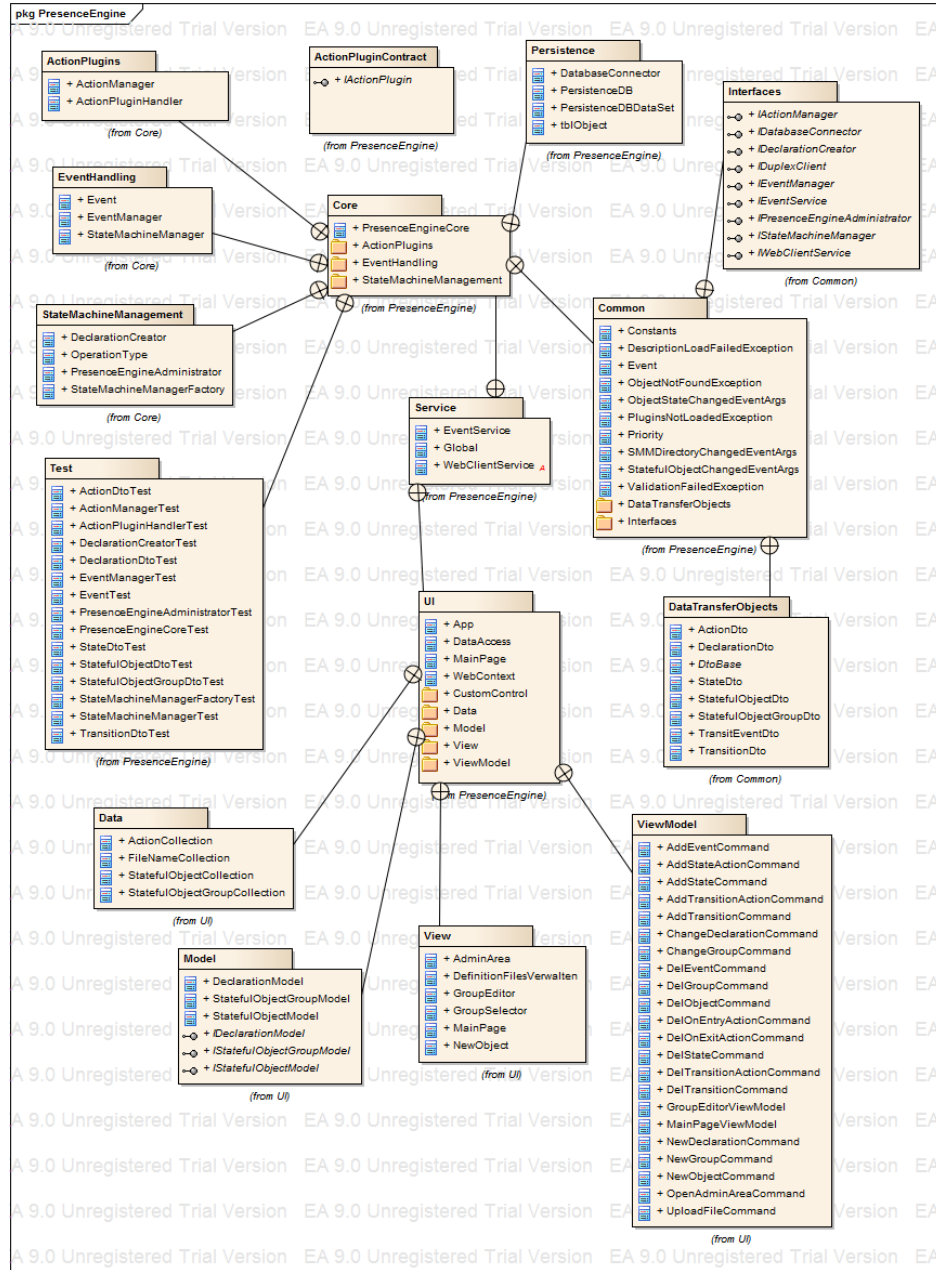 pkg PresenceEngine
ActionPlugins
+ ActionManager
+ ActionPluginHandler
(from Core)
ActionPluginContract
+ IActionPlugin
(from PresenceEngine)
Persistence
+ DatabaseConnector
+ PersistenceDB
+ PersistenceDBDataSet
+ tblObject
(from PresenceEngine)
Interfaces
+ IActionManager
+ IDatabaseConnector
+ IDeclarationCreator
+ IDuplexClient
+ IEventManager
+ IEventService
+ IPresenceEngineAdministrator
+ IStateMachineManager
+ IWebClientService
(from Common)
EventHandling
+ Event
+ EventManager
+ StateMachineManager
(from Core)
Core
+ PresenceEngineCore
+ ActionPlugins
+ EventHandling
+ StateMachineManagement
(from PresenceEngine)
StateMachineManagement
+ DeclarationCreator
+ OperationType
+ PresenceEngineAdministrator
+ StateMachineManagerFactory
(from Core)
Common
+ Constants
+ DescriptionLoadFailedException
+ Event
+ ObjectNotFoundException
+ ObjectStateChangedEventArgs
+ PluginsNotLoadedException
+ Priority
+ SMMDirectoryChangedEventArgs
+ StatefulObjectChangedEventArgs
+ ValidationFailedException
+ DataTransferObjects
+ Interfaces
(from PresenceEngine)
Service
+ EventService
+ Global
+ WebClientService A
(from PresenceEngine)
Test
+ ActionDtoTest
+ ActionManagerTest
+ ActionPluginHandlerTest
+ DeclarationCreatorTest
+ DeclarationDtoTest
+ EventManagerTest
+ EventTest
+ PresenceEngineAdministratorTest
+ PresenceEngineCoreTest
+ StateDtoTest
+ StatefulObjectDtoTest
+ StatefulObjectGroupDtoTest
+ StateMachineManagerFactoryTest
+ StateMachineManagerTest
+ TransitionDtoTest
(from PresenceEngine)
UI
+ App
+ DataAccess
+ MainPage
+ WebContext
+ CustomControl
+ Data
+ Model
+ View
+ ViewModel
(from PresenceEngine)
DataTransferObjects
+ ActionDto
+ DeclarationDto
+ DtoBase
+ StateDto
+ StatefulObjectDto
+ StatefulObjectGroupDto
+ TransitEventDto
+ TransitionDto
(from Common)
Data
+ ActionCollection
+ FileNameCollection
+ StatefulObjectCollection
+ StatefulObjectGroupCollection
(from UI)
Model
+ DeclarationModel
+ StatefulObjectGroupModel
+ StatefulObjectModel
+ IDeclarationModel
+ IStatefulObjectGroupModel
+ IStatefulObjectModel
(from UI)
View
+ AdminArea
+ DefinitionFilesVerwalten
+ GroupEditor
+ GroupSelector
+ MainPage
+ NewObject
(from UI)
ViewModel
+ AddEventCommand
+ AddStateActionCommand
+ AddStateCommand
+ AddTransitionActionCommand
+ AddTransitionCommand
+ ChangeDeclarationCommand
+ ChangeGroupCommand
+ DelEventCommand
+ DelGroupCommand
+ DelObjectCommand
+ DelOnEntryActionCommand
+ DelOnExitActionCommand
+ DelStateCommand
+ DelTransitionActionCommand
+ DelTransitionCommand
+ GroupEditorViewModel
+ MainPageViewModel
+ NewDeclarationCommand
+ NewGroupCommand
+ NewObjectCommand
+ OpenAdminAreaCommand
+ UploadFileCommand
(from UI)